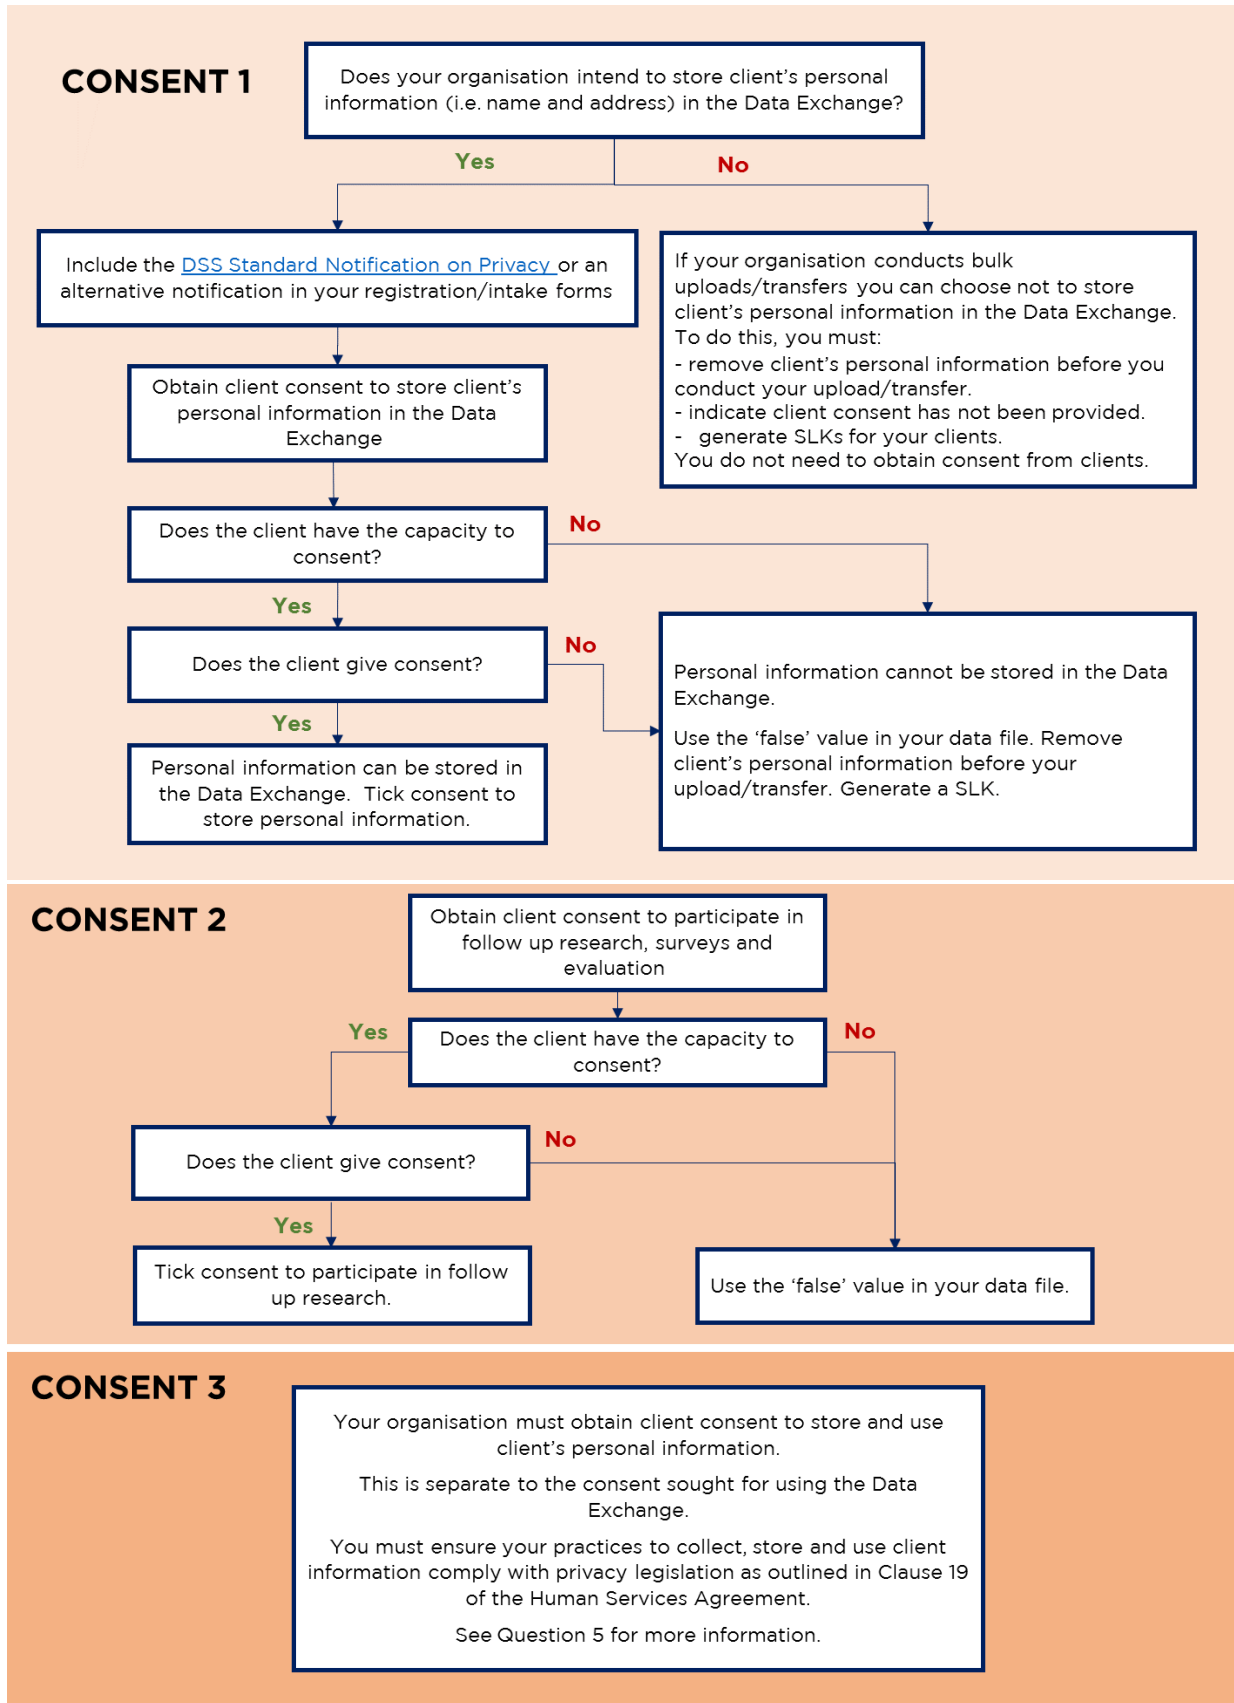 CONSENT 1
Does your organisation intend to store client's personal
information (i.e. name and address) in the Data Exchange?
Yes
No
Include the DSS Standard Notification on Privacy or an
alternative notification in your registration/intake forms
If your organisation conducts bulk
uploads/transfers you can choose not to store
client's personal information in the Data Exchange.
To do this, you must:
- remove client's personal information before you
conduct your upload/transfer.
- indicate client consent has not been provided.
- generate SLKs for your clients.
You do not need to obtain consent from clients.
Obtain client consent to store client's
personal information in the Data
Exchange
Does the client have the capacity to
consent?
No
Yes
Does the client give consent?
No
Yes
Personal information can be stored in
the Data Exchange. Tick consent to
store personal information.
Personal information cannot be stored in the Data
Exchange.
Use the 'false' value in your data file. Remove
client's personal information before your
upload/transfer. Generate a SLK.
CONSENT 2
Obtain client consent to participate in
follow up research, surveys and
evaluation
Yes
Does the client have the capacity to
consent?
No
Does the client give consent?
No
Yes
Tick consent to participate in follow
up research.
Use the 'false' value in your data file.
CONSENT 3
Your organisation must obtain client consent to store and use
client's personal information.
This is separate to the consent sought for using the Data
Exchange.
You must ensure your practices to collect, store and use client
information comply with privacy legislation as outlined in Clause 19
of the Human Services Agreement.
See Question 5 for more information.